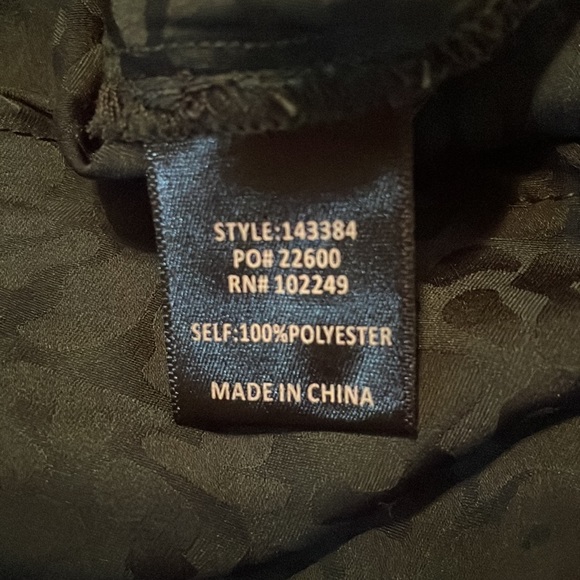 STYLE:143384
PO# 22600
RN# 102249
SELF:100%POLYESTER
MADE IN CHINA